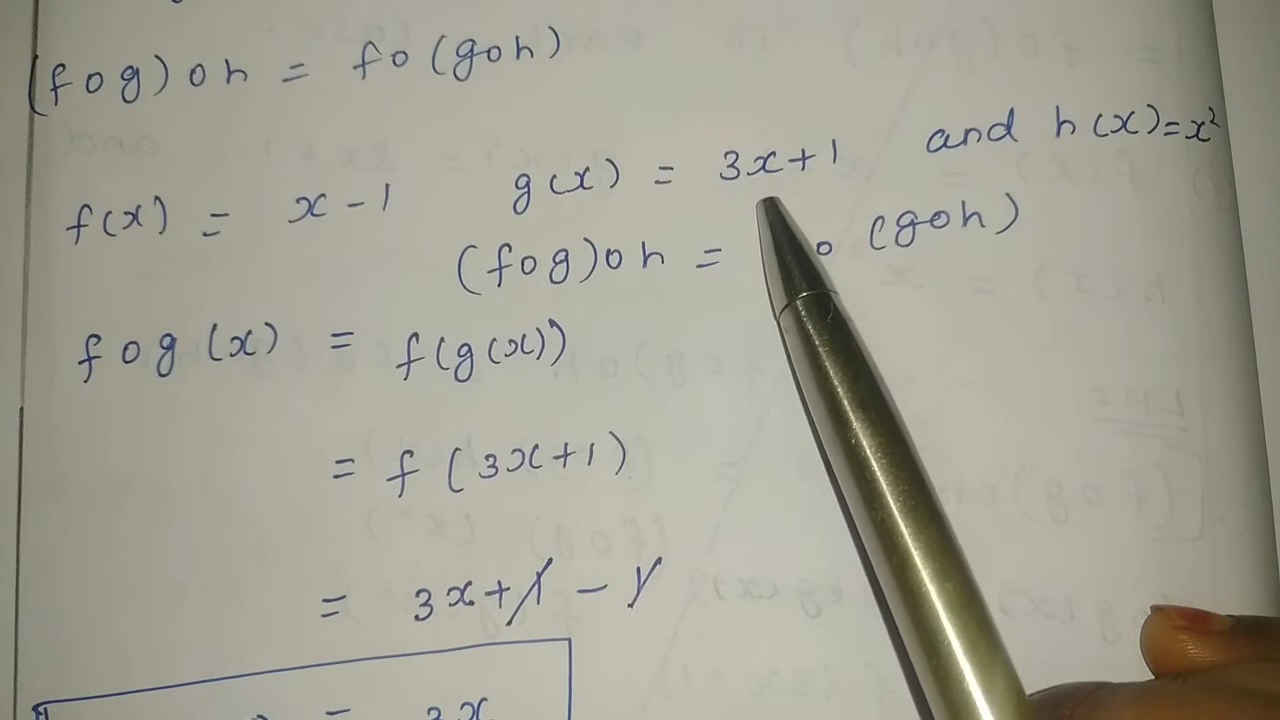 (fog)oh = fo(goh)
f(x) = x-1 g(x) = 3x+1 and h(x)=x²
(fog)oh = o (goh)
fog(x) = f(g(x))
= f(3x+1)
= 3x+1-1
= 3x